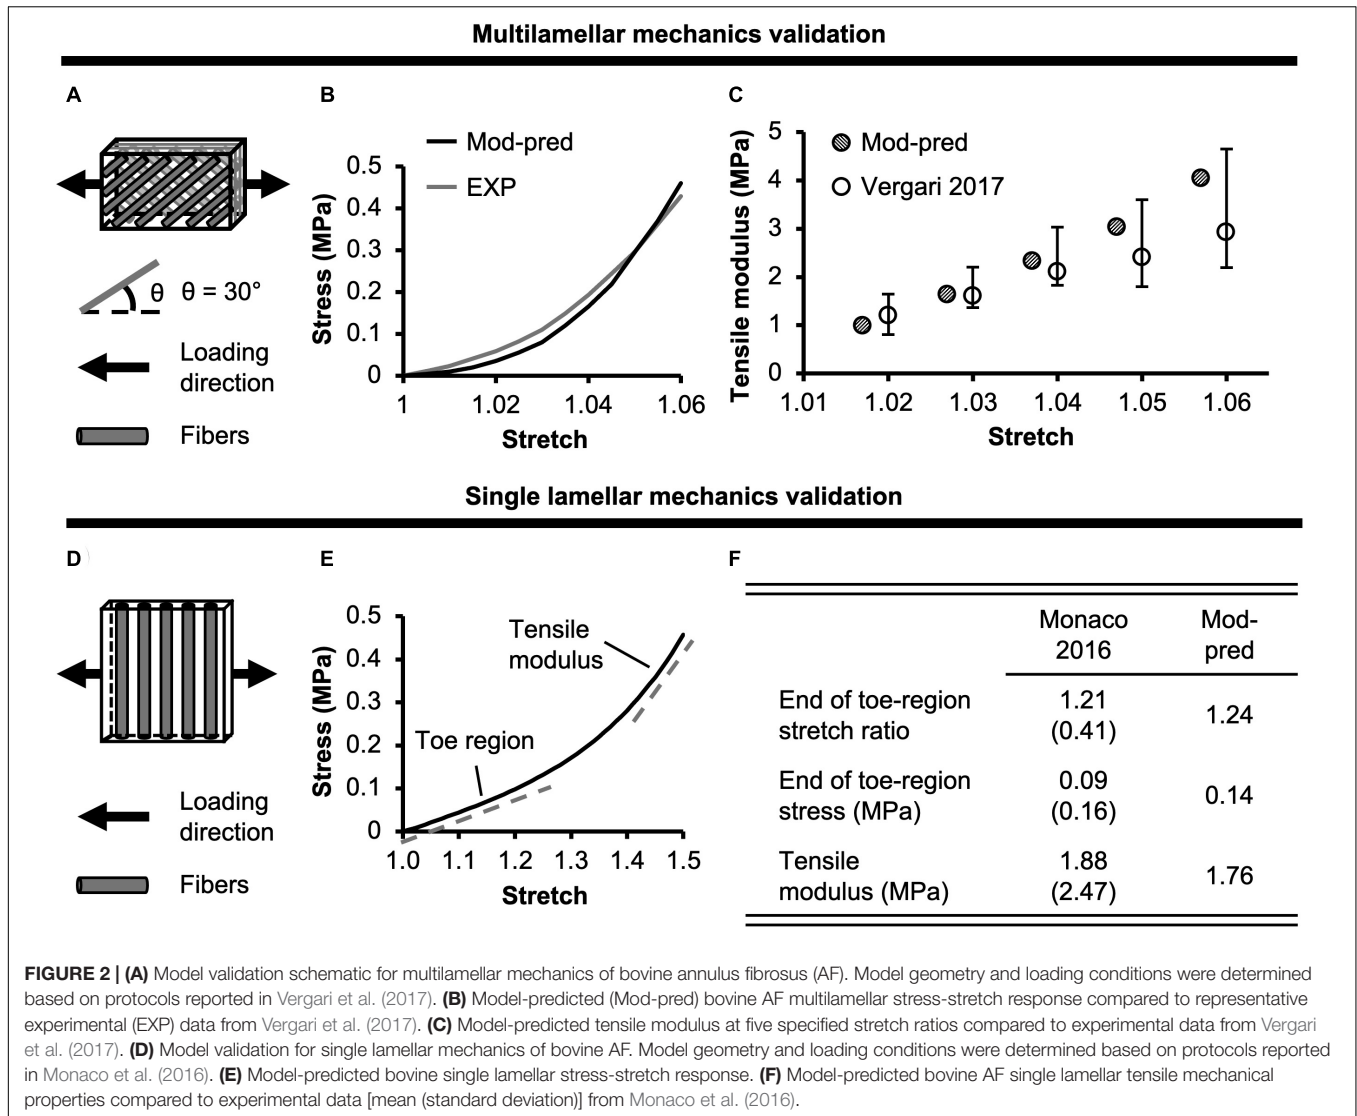 Multilamellar mechanics validation
A
θ θ = 30°
Loading
direction
Fibers
B
Mod-pred
EXP
Stress (MPa)
0.5
0.4
0.3
0.2
0.1
0
1 1.02 1.04 1.06
Stretch
C
Mod-pred
Vergari 2017
Tensile modulus (MPa)
5
4
3
2
1
0
1.01 1.02 1.03 1.04 1.05 1.06
Stretch
Single lamellar mechanics validation
D
Loading
direction
Fibers
E
Tensile
modulus
Toe region
Stress (MPa)
0.5
0.4
0.3
0.2
0.1
0
1.0 1.1 1.2 1.3 1.4 1.5
Stretch
F
Monaco Mod-
2016 pred
End of toe-region 1.21 1.24
stretch ratio (0.41)
End of toe-region 0.09 0.14
stress (MPa) (0.16)
Tensile 1.88 1.76
modulus (MPa) (2.47)
FIGURE 2 | (A) Model validation schematic for multilamellar mechanics of bovine annulus fibrosus (AF). Model geometry and loading conditions were determined
based on protocols reported in Vergari et al. (2017). (B) Model-predicted (Mod-pred) bovine AF multilamellar stress-stretch response compared to representative
experimental (EXP) data from Vergari et al. (2017). (C) Model-predicted tensile modulus at five specified stretch ratios compared to experimental data from Vergari
et al. (2017). (D) Model validation for single lamellar mechanics of bovine AF. Model geometry and loading conditions were determined based on protocols reported
in Monaco et al. (2016). (E) Model-predicted bovine single lamellar stress-stretch response. (F) Model-predicted bovine AF single lamellar tensile mechanical
properties compared to experimental data [mean (standard deviation)] from Monaco et al. (2016).